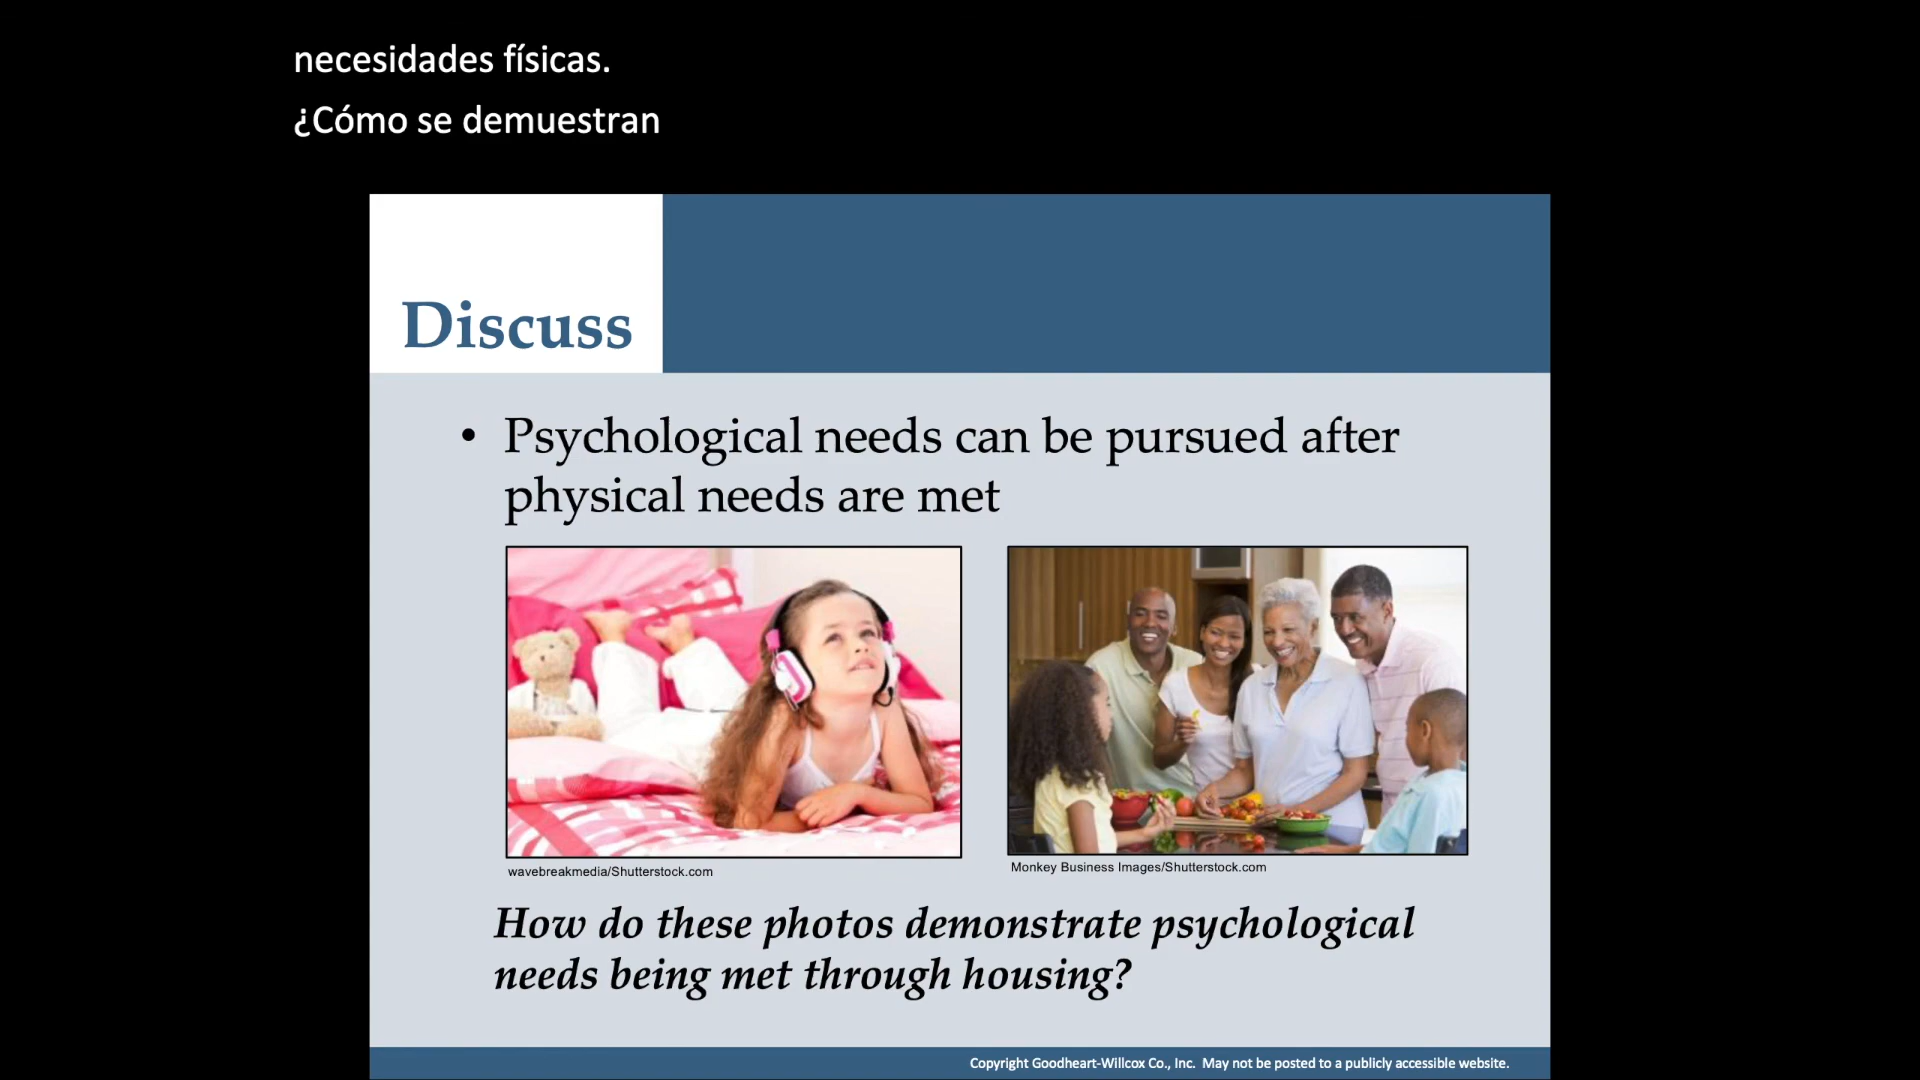 necesidades físicas.
¿Cómo se demuestran
Discuss
• Psychological needs can be pursued after
physical needs are met
wavebreakmedia/Shutterstock.com
Monkey Business Images/Shutterstock.com
How do these photos demonstrate psychological
needs being met through housing?
Copyright Goodheart-Willcox Co., Inc. May not be posted to a publicly accessible website.